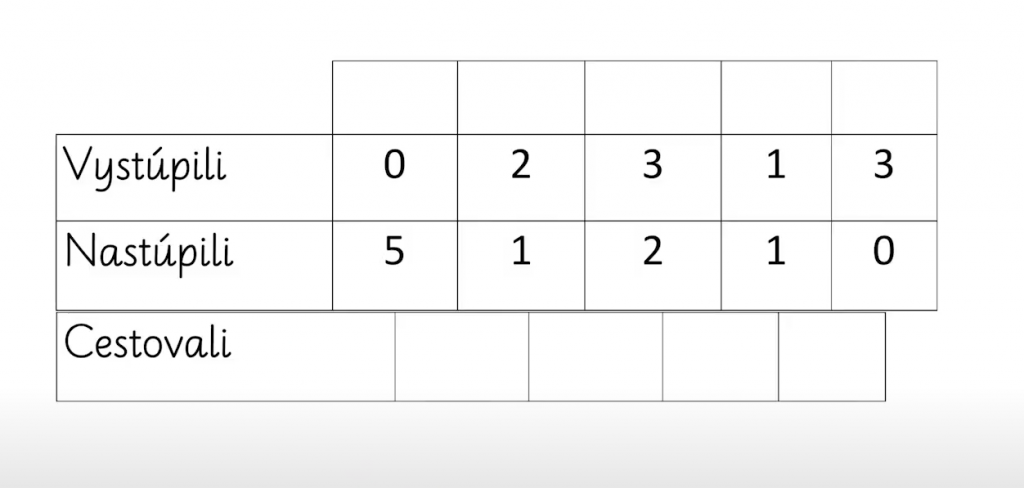 Vystúpili 0 2 3 1 3
Nastúpili 5 1 2 1 0
Cestovali